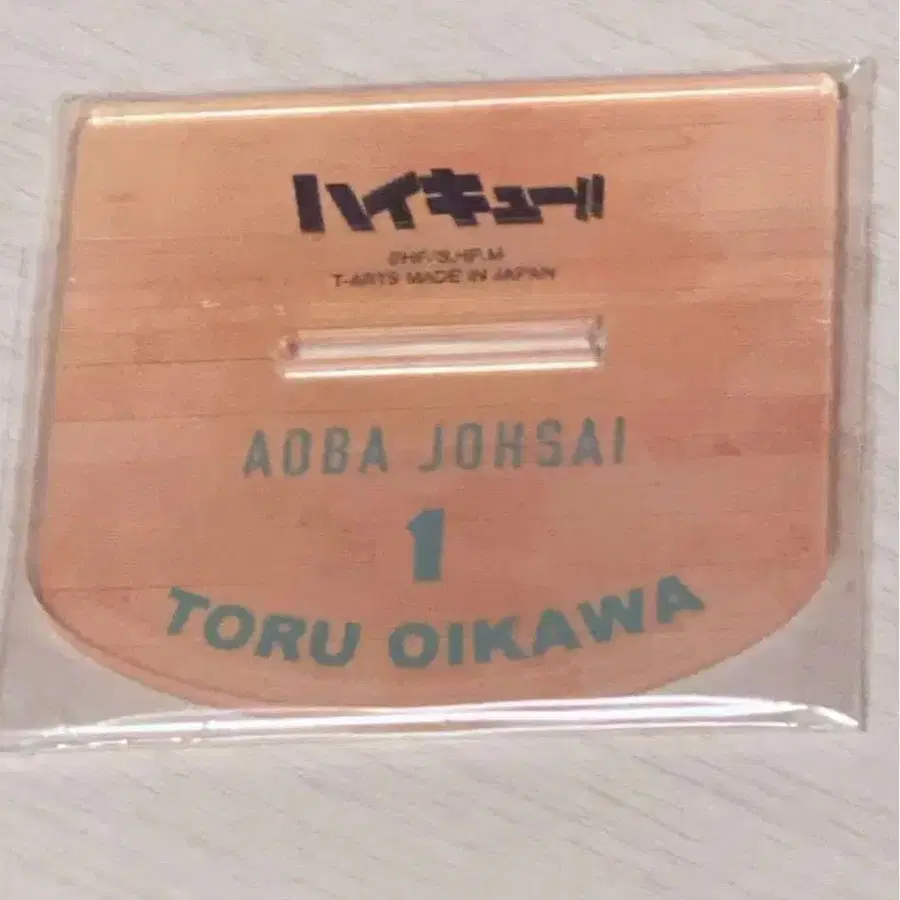 ハイキュー!!
T-ARTS MADE IN JAPAN
AOBA JOHSAI
1
TORU OIKAWA